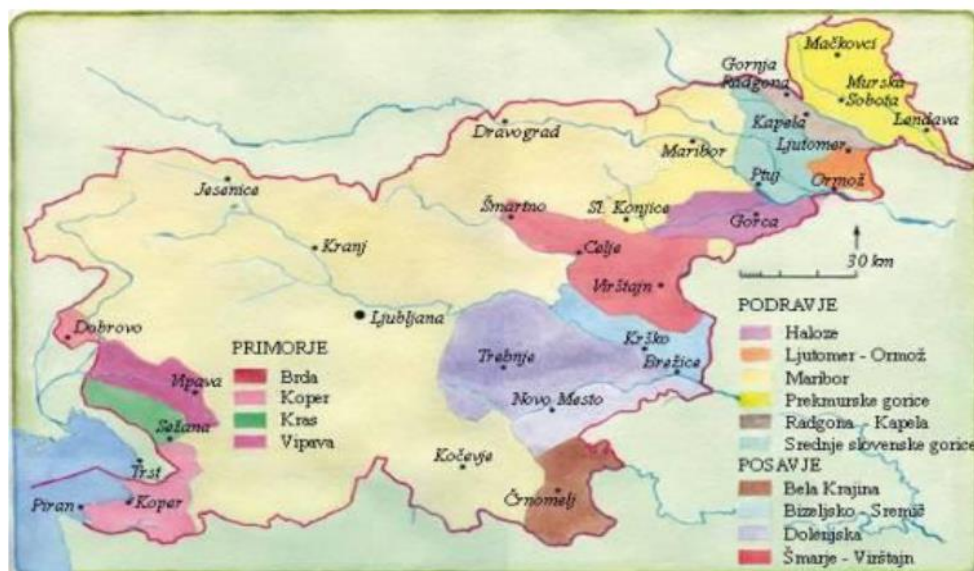 Mačkovci
Gornja
Radgona
Murska
Sobota
Kapela
Lendava
Dravograd
Maribor
Ljutomer
Jesenice
Ptuj
Ormož
Šmartno
Sl. Konjice
Gorca
Kranj
Celje
30 km
Virštajn
Ljubljana
Dobrovo
Krško
Trebnje
Brežice
Vipava
Novo Mesto
Sežana
Trst
Kočevje
Črnomelj
Piran
Koper
PRIMORJE
Brda
Koper
Kras
Vipava
PODRAVJE
Haloze
Ljutomer - Ormož
Maribor
Prekmurske gorice
Radgona - Kapela
Srednje slovenske gorice
POSAVJE
Bela Krajina
Bizeljsko - Sremič
Dolenjska
Šmarje - Virštajn